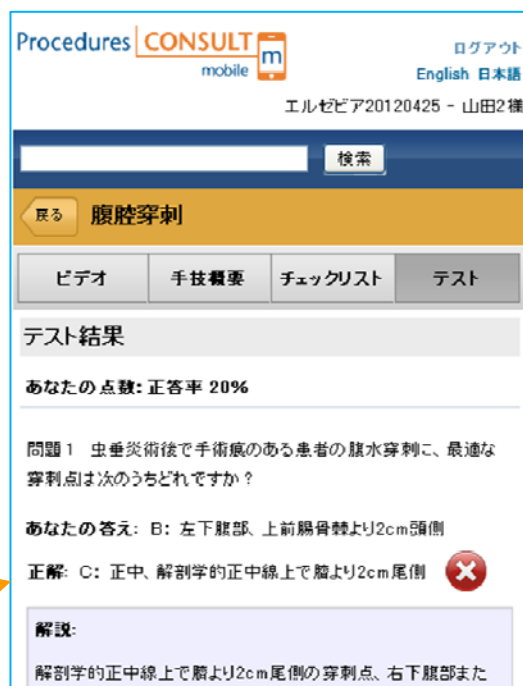 Procedures CONSULT m
mobile
ログアウト
English 日本語
エルゼビア20120425 - 山田2様
検索
戻る 腹腔穿刺
ビデオ 手技概要 チェックリスト テスト
テスト結果
あなたの点数: 正答率 20%
問題1 虫垂炎術後で手術痕のある患者の腹水穿刺に、最適な
穿刺点は次のうちどれですか?
あなたの答え: B: 左下腹部、上前腸骨棘より2cm頭側
正解: C: 正中、解剖学的正中線上で臍より2cm尾側
解説:
解剖学的正中線上で臍より2cm尾側の穿刺点、右下腹部また